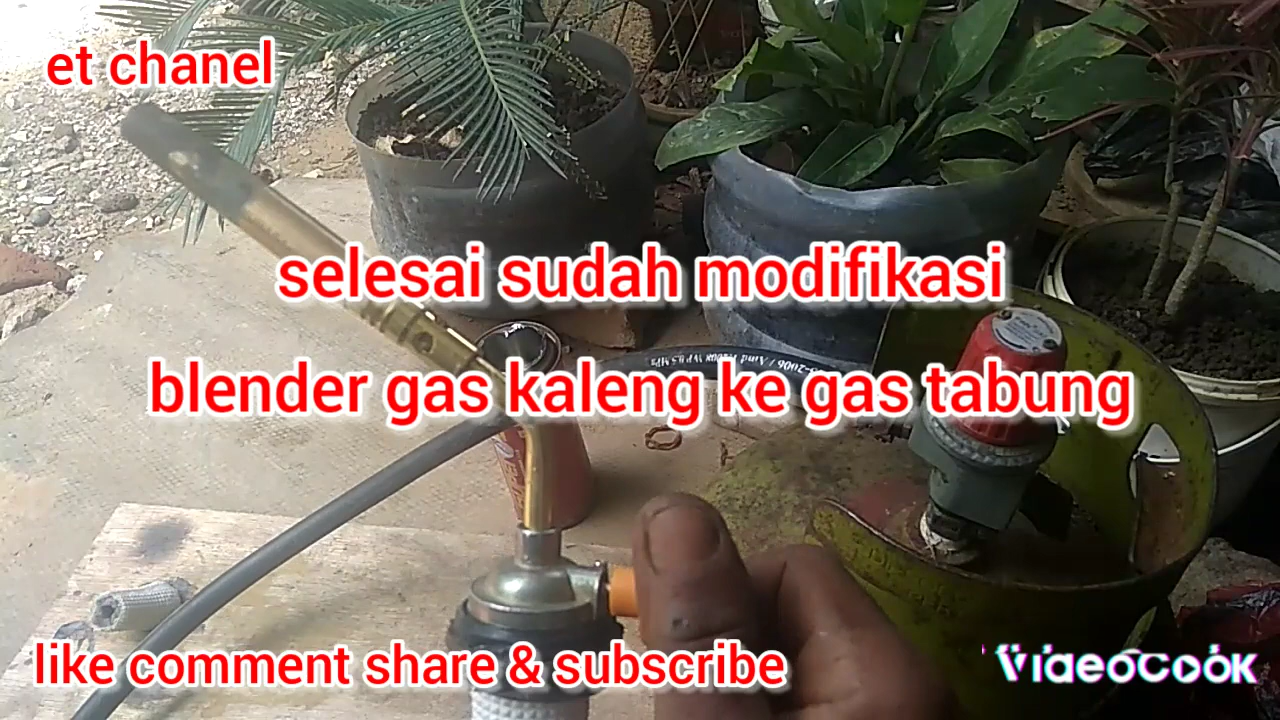 et chanel
selesai sudah modifikasi
blender gas kaleng ke gas tabung
like comment share & subscribe
VideoCook